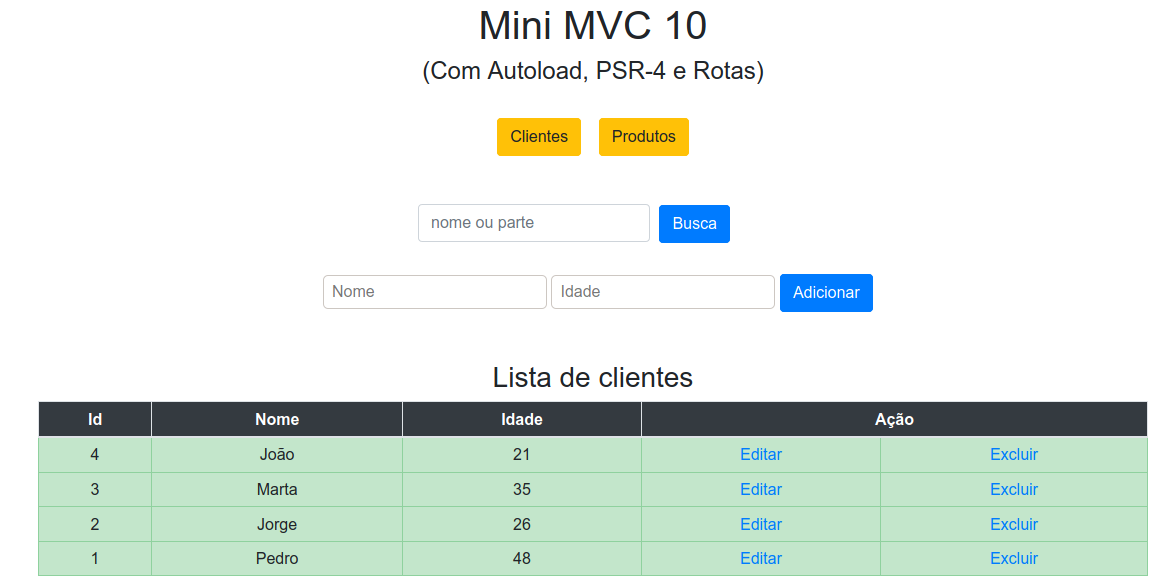 Mini MVC 10
(Com Autoload, PSR-4 e Rotas)
Clientes Produtos
nome ou parte Busca
Nome Idade Adicionar
Lista de clientes
Id Nome Idade Ação
4 João 21 Editar Excluir
3 Marta 35 Editar Excluir
2 Jorge 26 Editar Excluir
1 Pedro 48 Editar Excluir